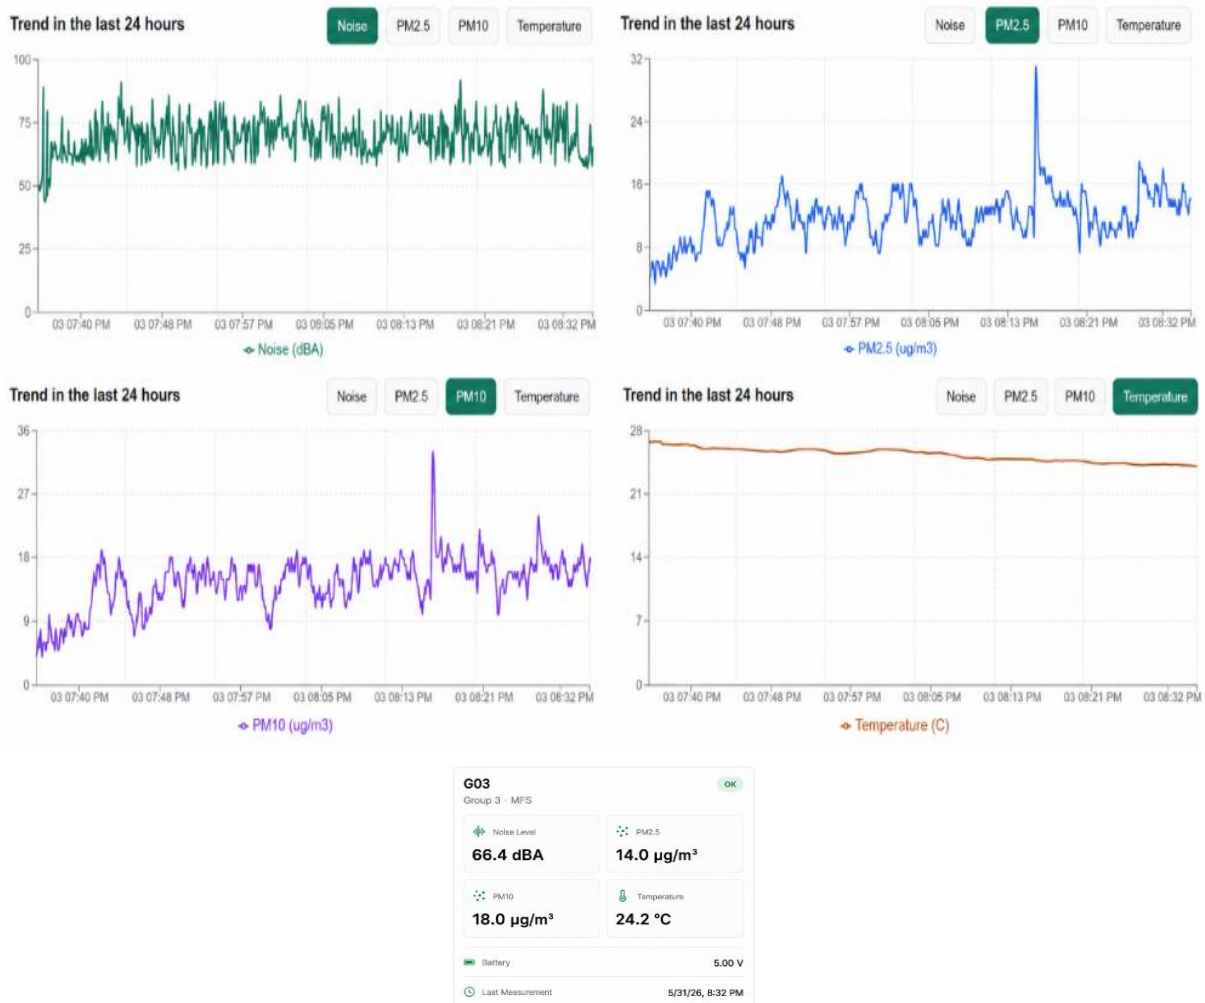 Trend in the last 24 hours Noise PM2.5 PM10 Temperature
100
75
50
25
0
03 07:40 PM 03 07:48 PM 03 07:57 PM 03 08:05 PM 03 08:13 PM 03 08:21 PM 03 08:32 PM
Noise (dBA)
Trend in the last 24 hours Noise PM2.5 PM10 Temperature
32
24
16
8
0
03 07:40 PM 03 07:48 PM 03 07:57 PM 03 08:05 PM 03 08:13 PM 03 08:21 PM 03 08:32 PM
PM2.5 (ug/m3)
Trend in the last 24 hours Noise PM2.5 PM10 Temperature
36
27
18
9
0
03 07:40 PM 03 07:48 PM 03 07:57 PM 03 08:05 PM 03 08:13 PM 03 08:21 PM 03 08:32 PM
PM10 (ug/m3)
Trend in the last 24 hours Noise PM2.5 PM10 Temperature
28
21
14
7
0
03 07:40 PM 03 07:48 PM 03 07:57 PM 03 08:05 PM 03 08:13 PM 03 08:21 PM 03 08:32 PM
Temperature (C)
G03 OK
Group 3 · MFS
Noise Level
66.4 dBA
PM2.5
14.0 µg/m³
PM10
18.0 µg/m³
Temperature
24.2 °C
Battery 5.00 V
Last Measurement 5/31/26, 8:32 PM